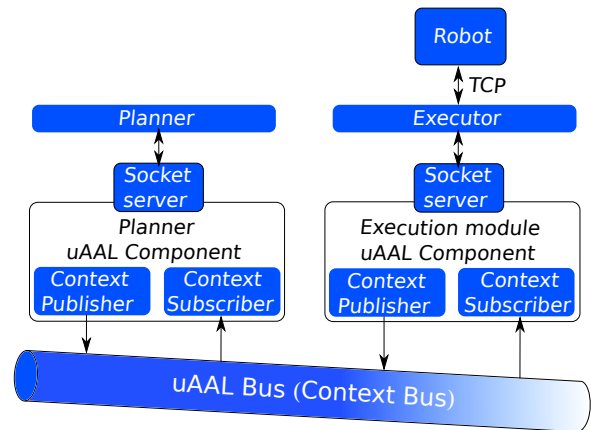 Robot
TCP
Planner
Executor
Socket
server
Socket
server
Planner
uAAL Component
Execution module
uAAL Component
Context
Publisher
Context
Subscriber
Context
Publisher
Context
Subscriber
uAAL Bus (Context Bus)